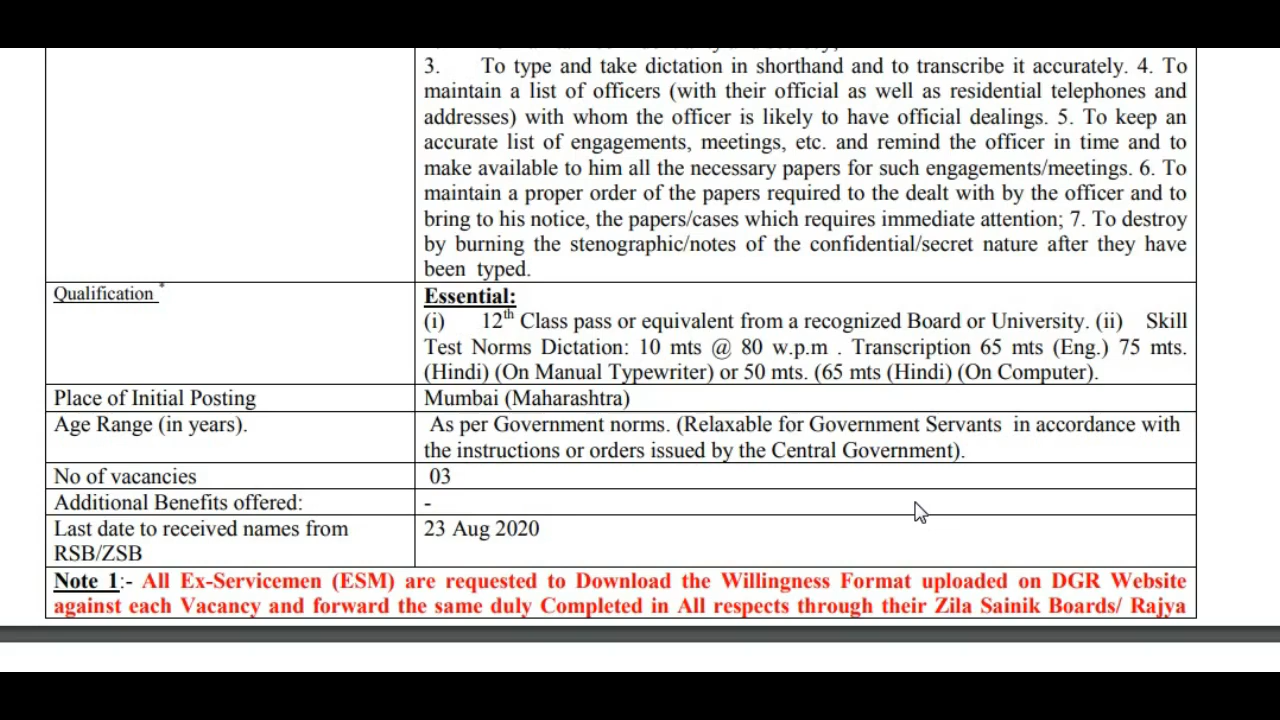 3. To type and take dictation in shorthand and to transcribe it accurately. 4. To
maintain a list of officers (with their official as well as residential telephones and
addresses) with whom the officer is likely to have official dealings. 5. To keep an
accurate list of engagements, meetings, etc. and remind the officer in time and to
make available to him all the necessary papers for such engagements/meetings. 6. To
maintain a proper order of the papers required to the dealt with by the officer and to
bring to his notice, the papers/cases which requires immediate attention; 7. To destroy
by burning the stenographic/notes of the confidential/secret nature after they have
been typed.
Qualification *
Essential:
(i) 12th Class pass or equivalent from a recognized Board or University. (ii) Skill
Test Norms Dictation: 10 mts @ 80 w.p.m . Transcription 65 mts (Eng.) 75 mts.
(Hindi) (On Manual Typewriter) or 50 mts. (65 mts (Hindi) (On Computer).
Place of Initial Posting
Mumbai (Maharashtra)
Age Range (in years).
As per Government norms. (Relaxable for Government Servants in accordance with
the instructions or orders issued by the Central Government).
No of vacancies
03
Additional Benefits offered:
-
Last date to received names from
RSB/ZSB
23 Aug 2020
Note 1:- All Ex-Servicemen (ESM) are requested to Download the Willingness Format uploaded on DGR Website
against each Vacancy and forward the same duly Completed in All respects through their Zila Sainik Boards/ Rajya